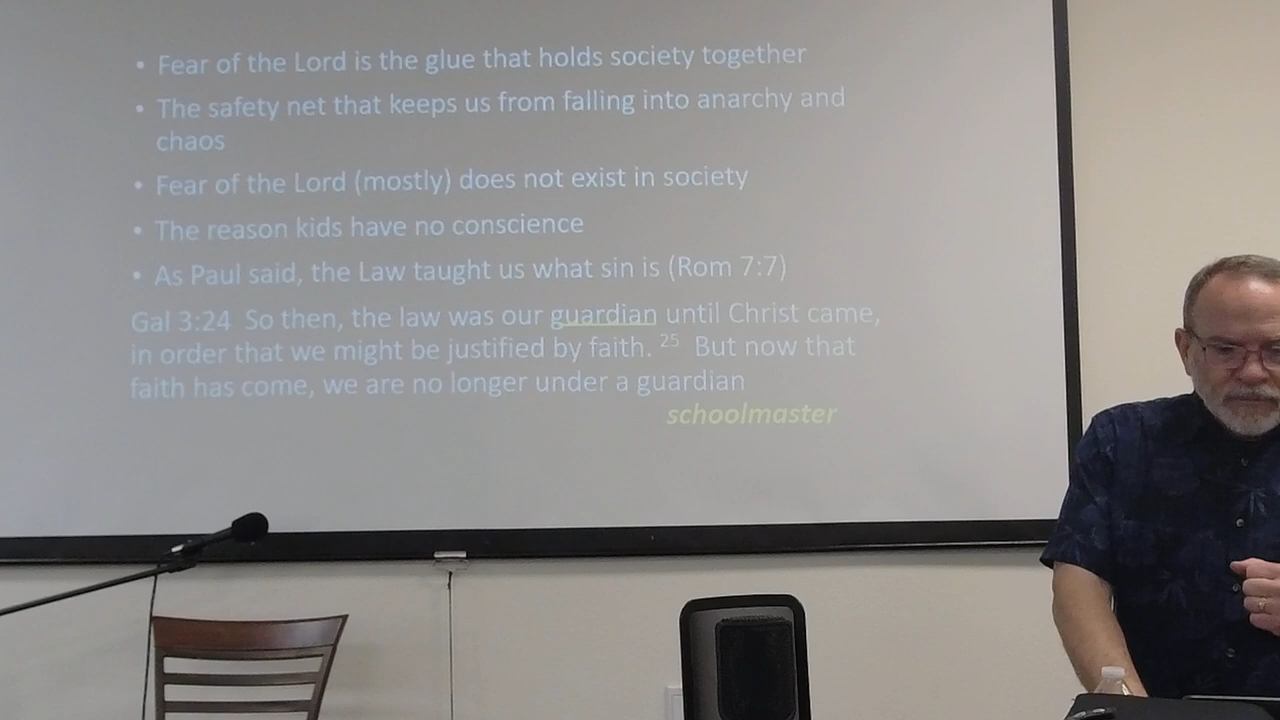 • Fear of the Lord is the glue that holds society together
• The safety net that keeps us from falling into anarchy and
chaos
• Fear of the Lord (mostly) does not exist in society
• The reason kids have no conscience
• As Paul said, the Law taught us what sin is (Rom 7:7)
Gal 3:24 So then, the law was our guardian until Christ came,
in order that we might be justified by faith. 25 But now that
faith has come, we are no longer under a guardian
schoolmaster